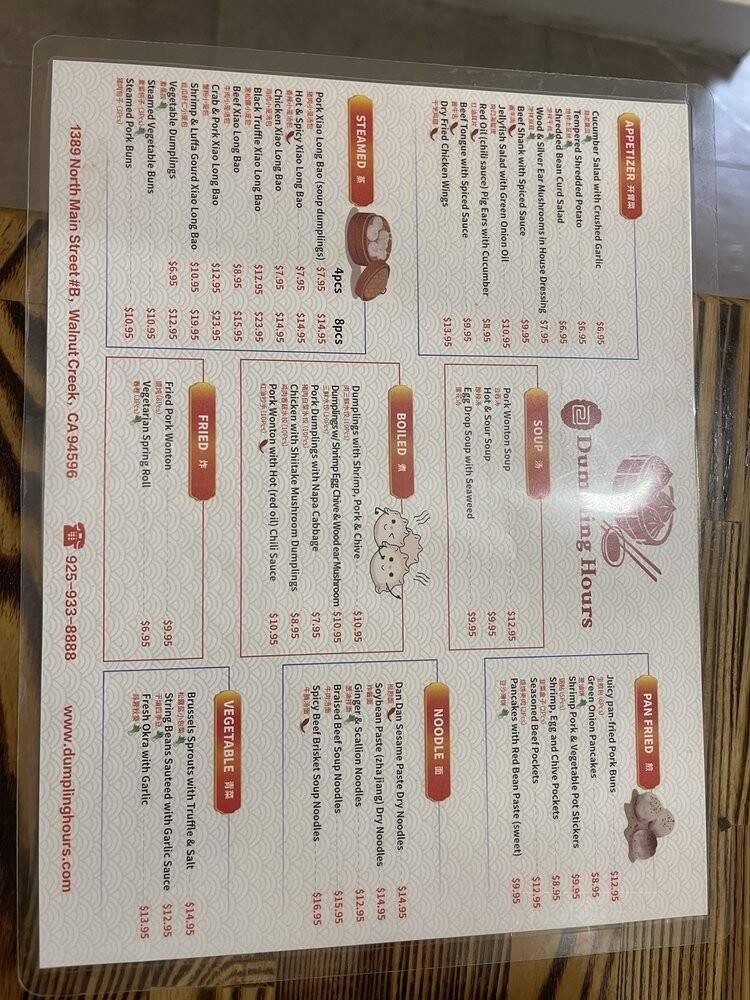 APPETIZER 开胃菜
Cucumber Salad with Crushed Garlic $6.95
Tempered Shredded Potato $6.95
Shredded Bean Curd Salad $6.95
Wood & Silver Ear Mushrooms in House Dressing $7.95
Beef Shank with Spiced Sauce $9.95
Jellyfish Salad with Green Onion Oil $10.95
Red Oil (chili sauce) Pig Ears with Cucumber $8.95
Beef Tongue with Spiced Sauce $9.95
Dry Fried Chicken Wings $13.95
STEAMED 蒸
4pcs 8pcs
Pork Xiao Long Bao (soup dumplings) $7.95 $14.95
Hot & Spicy Xiao Long Bao $7.95 $14.95
Chicken Xiao Long Bao $7.95 $14.95
Black Truffle Xiao Long Bao $12.95 $23.95
Beef Xiao Long Bao $8.95 $15.95
Crab & Pork Xiao Long Bao $12.95 $23.95
Shrimp & Luffa Gourd Xiao Long Bao $10.95 $19.95
Vegetable Dumplings $6.95 $12.95
Steamed Vegetable Buns $10.95
Steamed Pork Buns $10.95
Dumpling Hours
SOUP 汤
Pork Wonton Soup $12.95
Hot & Sour Soup $9.95
Egg Drop Soup with Seaweed $9.95
BOILED 煮
Dumplings with Shrimp, Pork & Chive $10.95
Dumplings w/ Shrimp Egg Chive & Wood ear Mushroom $10.95
Pork Dumplings with Napa Cabbage $7.95
Chicken with Shiitake Mushroom Dumplings $8.95
Pork Wonton with Hot (red oil) Chili Sauce $10.95
FRIED 炸
Fried Pork Wonton $9.95
Vegetarian Spring Roll $6.95
PAN FRIED 煎
Juicy pan-fried Pork Buns $12.95
Green Onion Pancakes $8.95
Shrimp Pork & Vegetable Pot Stickers $9.95
Shrimp, Egg and Chive Pockets $8.95
Seasoned Beef Pockets $12.95
Pancakes with Red Bean Paste (sweet) $9.95
NOODLE 面
Dan Dan Sesame Paste Dry Noodles $14.95
Soybean Paste (zha jiang) Dry Noodles $14.95
Ginger & Scallion Noodles $12.95
Braised Beef Soup Noodles $15.95
Spicy Beef Brisket Soup Noodles $16.95
VEGETABLE 青菜
Brussels Sprouts with Truffle & Salt $14.95
String Beans Sauteed with Garlic Sauce $12.95
Fresh Okra with Garlic $13.95
1389 North Main Street #B, Walnut Creek, CA 94596 925-933-8888 www.dumplinghours.com